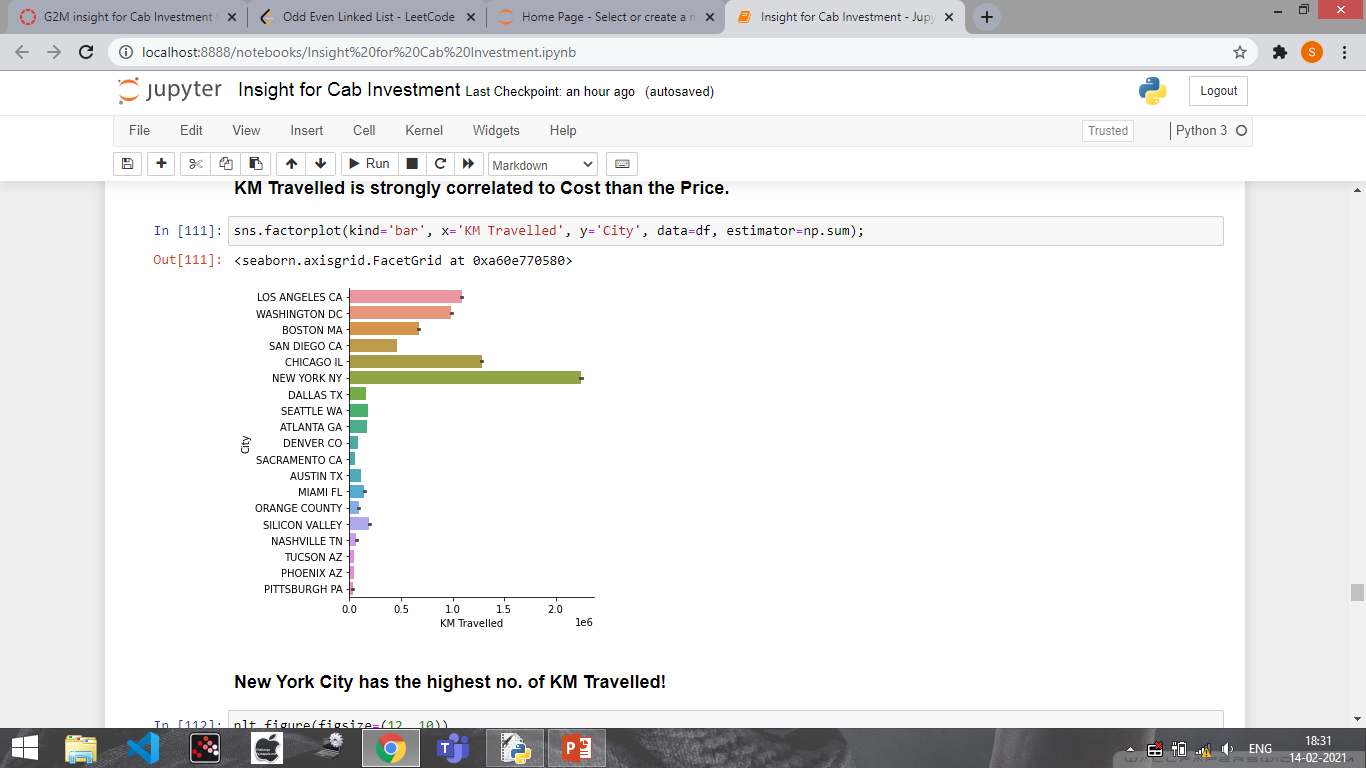 G2M insight for Cab Investment
Odd Even Linked List - LeetCode
Home Page - Select or create a n
Insight for Cab Investment - Jupy
localhost:8888/notebooks/Insight%20for%20Cab%20Investment.ipynb
S
jupyter Insight for Cab Investment Last Checkpoint: an hour ago (autosaved)
Logout
File Edit View Insert Cell Kernel Widgets Help
Trusted
Python 3
Run
Markdown
KM Travelled is strongly correlated to Cost than the Price.
In [111]: sns.factorplot(kind='bar', x='KM Travelled', y='City', data=df, estimator=np.sum);
Out[111]: <seaborn.axisgrid.FacetGrid at 0xa60e770580>
LOS ANGELES CA
WASHINGTON DC
BOSTON MA
SAN DIEGO CA
CHICAGO IL
NEW YORK NY
DALLAS TX
SEATTLE WA
ATLANTA GA
DENVER CO
City
SACRAMENTO CA
AUSTIN TX
MIAMI FL
ORANGE COUNTY
SILICON VALLEY
NASHVILLE TN
TUCSON AZ
PHOENIX AZ
PITTSBURGH PA
0.0 0.5 1.0 1.5 2.0
KM Travelled
1e6
New York City has the highest no. of KM Travelled!
In [112]: plt.figure(figsize=(12, 10))
ENG
18:31
14-02-2021